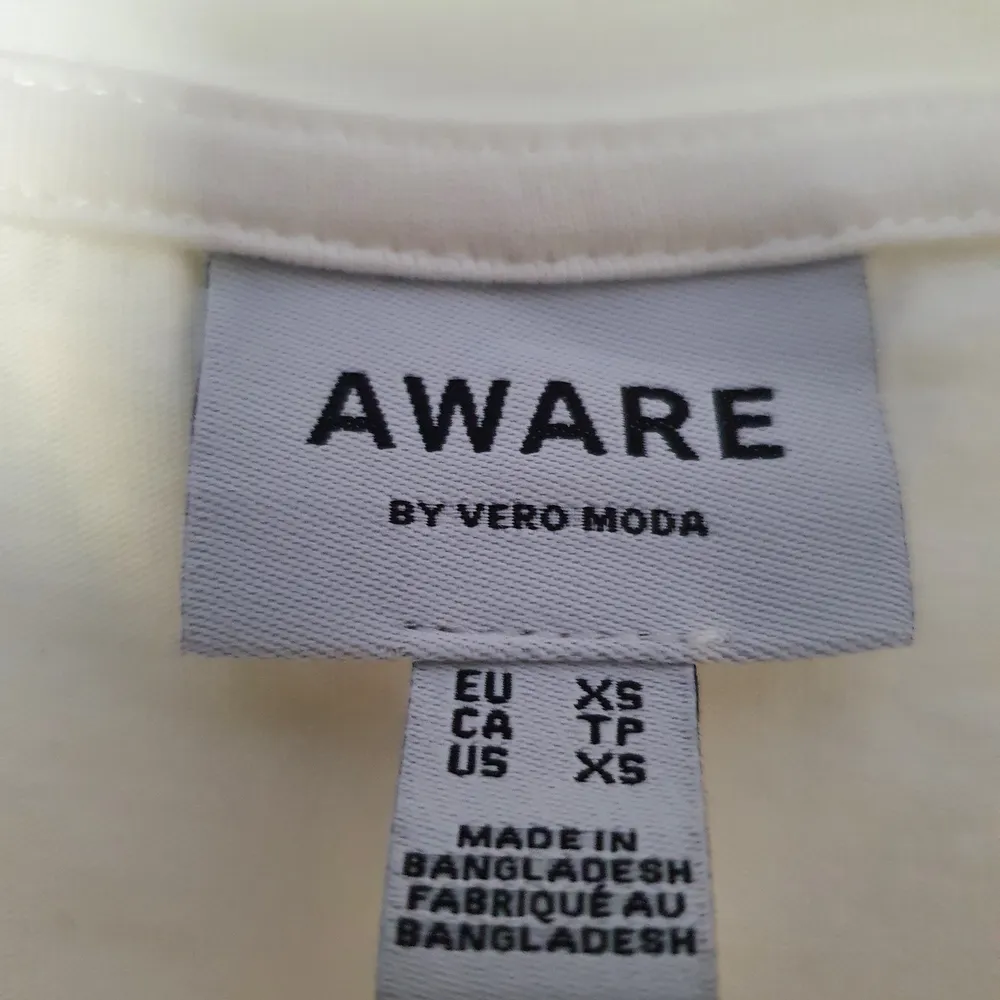 AWARE
BY VERO MODA
EU XS
CA TP
US XS
MADE IN
BANGLADESH
FABRIQUÉ AU
BANGLADESH